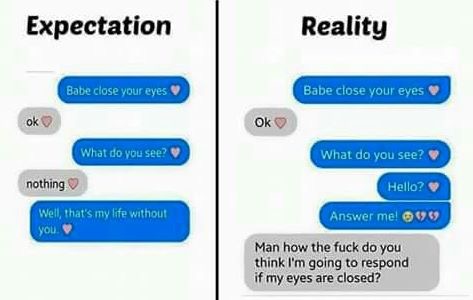 Expectation
Babe close your eyes 💗
ok 💗
What do you see? 💗
nothing 💗
Well, that's my life without
you. 💗
Reality
Babe close your eyes 💗
Ok 💗
What do you see? 💗
Hello? 💗
Answer me! 😢💔💔
Man how the fuck do you
think I'm going to respond
if my eyes are closed?